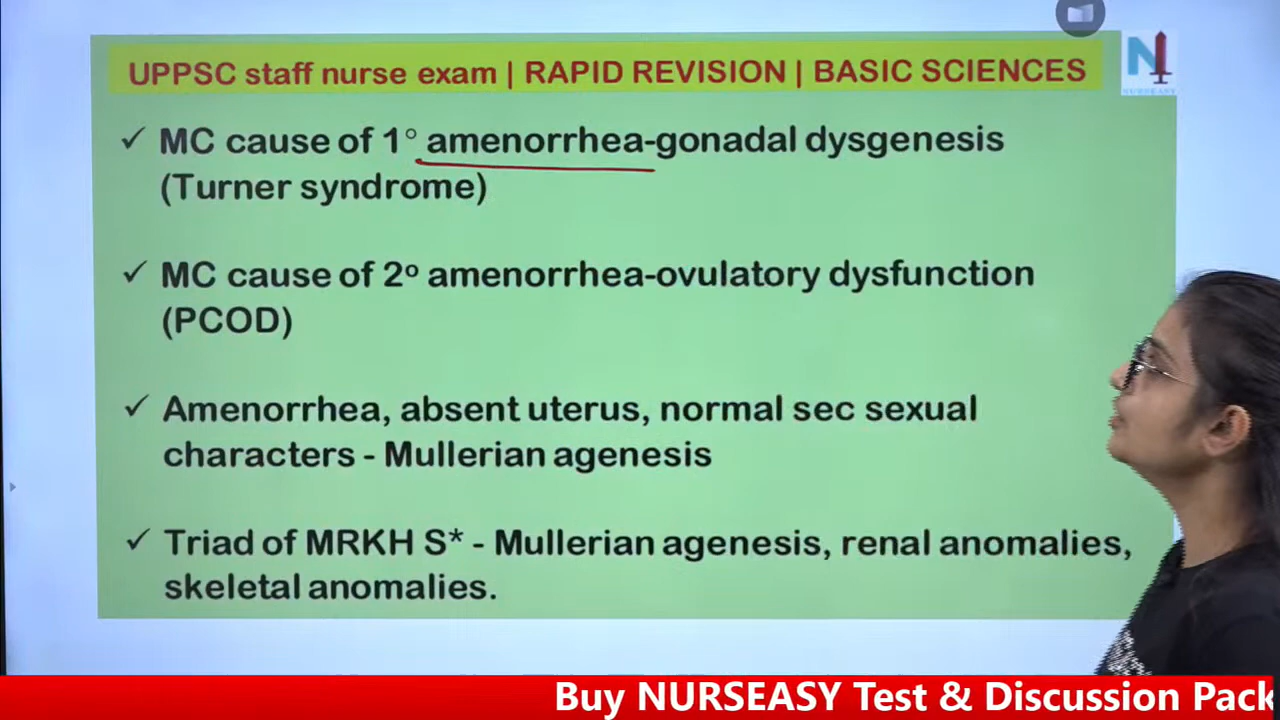 UPPSC staff nurse exam | RAPID REVISION | BASIC SCIENCES
N
NURSEASY
✓ MC cause of 1° amenorrhea-gonadal dysgenesis
(Turner syndrome)
✓ MC cause of 2º amenorrhea-ovulatory dysfunction
(PCOD)
✓ Amenorrhea, absent uterus, normal sec sexual
characters - Mullerian agenesis
✓ Triad of MRKH S* - Mullerian agenesis, renal anomalies,
skeletal anomalies.
Buy NURSEASY Test & Discussion Pack